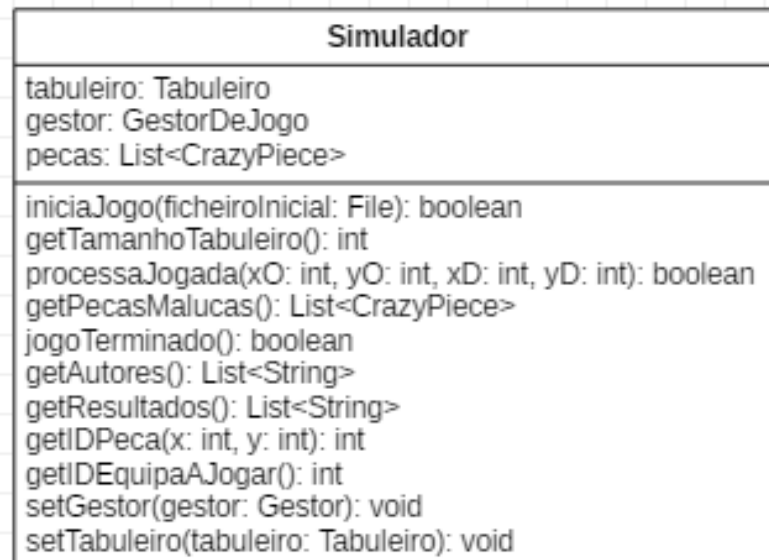 Simulador
tabuleiro: Tabuleiro
gestor: GestorDeJogo
pecas: List<CrazyPiece>
iniciaJogo(ficheiroInicial: File): boolean
getTamanhoTabuleiro(): int
processaJogada(xO: int, yO: int, xD: int, yD: int): boolean
getPecasMalucas(): List<CrazyPiece>
jogoTerminado(): boolean
getAutores(): List<String>
getResultados(): List<String>
getIDPeca(x: int, y: int): int
getIDEquipaAJogar(): int
setGestor(gestor: Gestor): void
setTabuleiro(tabuleiro: Tabuleiro): void